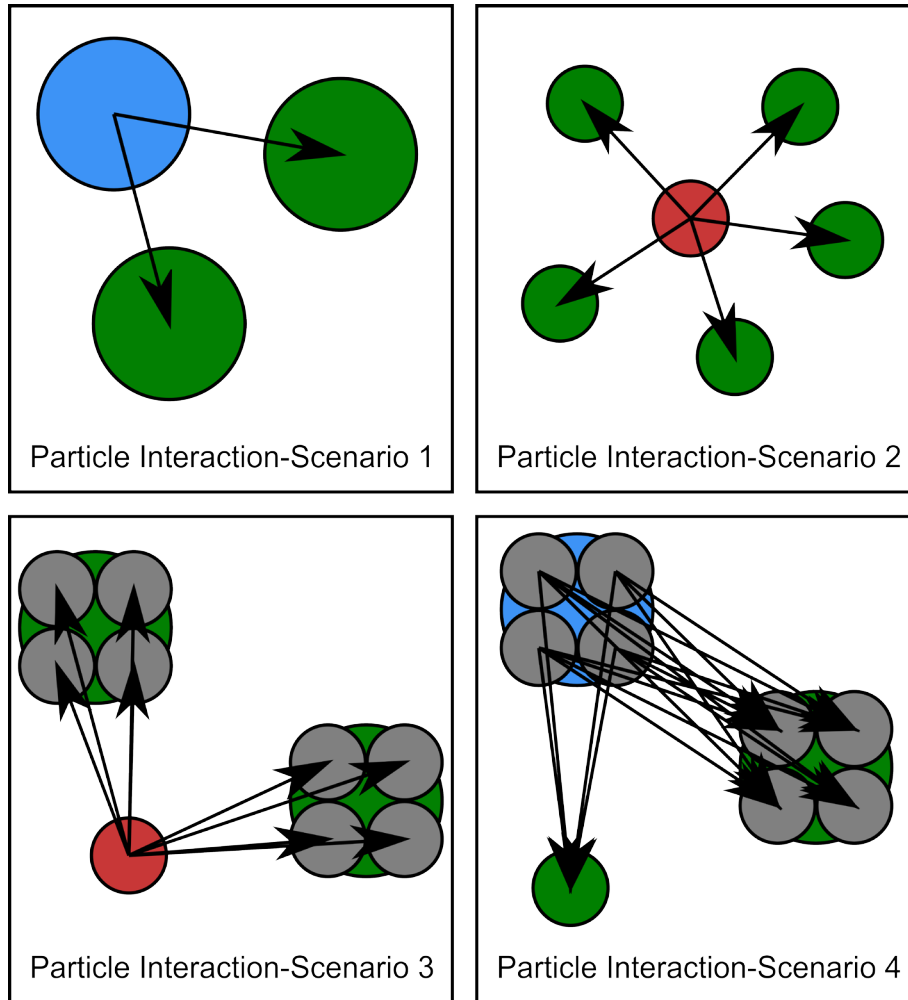 Particle Interaction-Scenario 1
Particle Interaction-Scenario 2
Particle Interaction-Scenario 3
Particle Interaction-Scenario 4